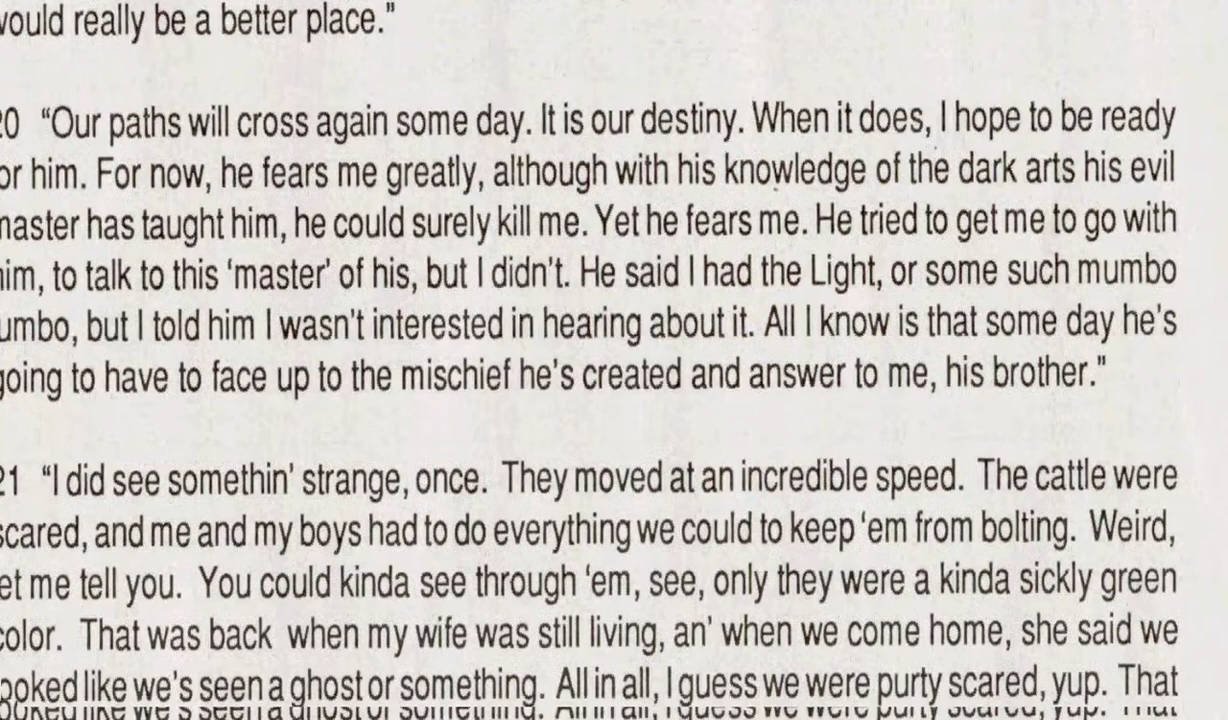 would really be a better place."
20 “Our paths will cross again some day. It is our destiny. When it does, I hope to be ready
for him. For now, he fears me greatly, although with his knowledge of the dark arts his evil
master has taught him, he could surely kill me. Yet he fears me. He tried to get me to go with
him, to talk to this ‘master’ of his, but I didn't. He said I had the Light, or some such mumbo
jumbo, but I told him I wasn't interested in hearing about it. All I know is that some day he's
going to have to face up to the mischief he's created and answer to me, his brother."
21 “I did see somethin’ strange, once. They moved at an incredible speed. The cattle were
scared, and me and my boys had to do everything we could to keep ‘em from bolting. Weird,
let me tell you. You could kinda see through ‘em, see, only they were a kinda sickly green
color. That was back when my wife was still living, an’ when we come home, she said we
looked like we’s seen a ghost or something. All in all, I guess we were purty scared, yup. That